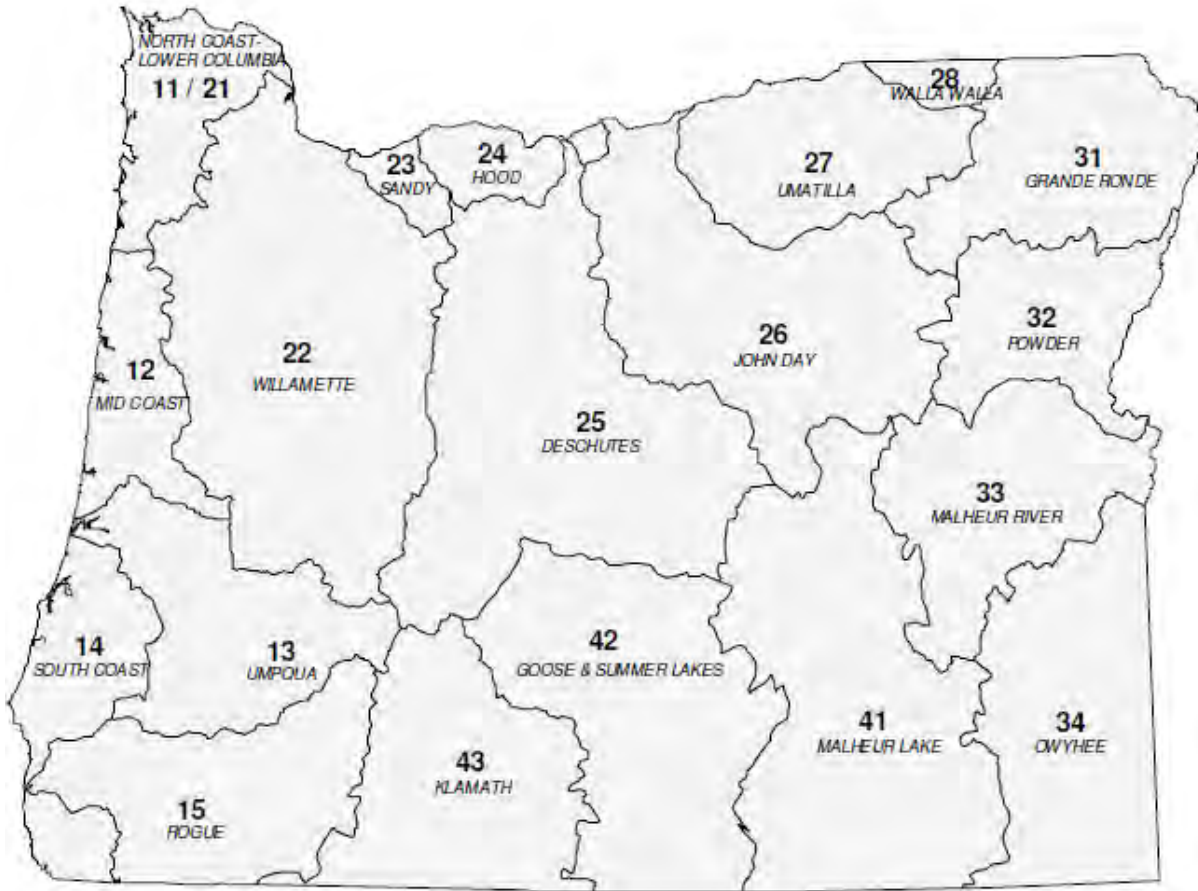 NORTH COAST-
LOWER COLUMBIA
11 / 21
28
WALLA WALLA
23
SANDY
24
HOOD
27
UMATILLA
31
GRANDE RONDE
32
POWDER
26
JOHN DAY
22
WILLAMETTE
12
MID COAST
25
DESCHUTES
33
MALHEUR RIVER
14
SOUTH COAST
13
UMPQUA
42
GOOSE & SUMMER LAKES
41
MALHEUR LAKE
34
OWYHEE
43
KLAMATH
15
ROGUE